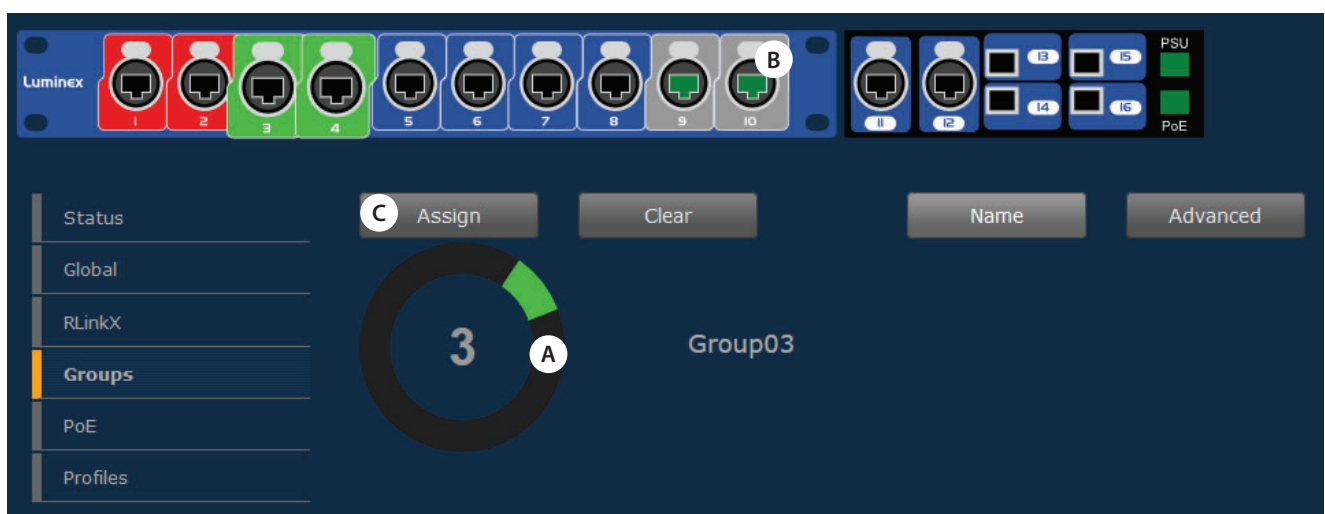 B
Luminex
1 2 3 4 5 6 7 8 9 10
11 12 13 14 15 16
PSU
PoE
Status
Global
RLinkX
Groups
PoE
Profiles
C Assign Clear Name Advanced
3 A Group03